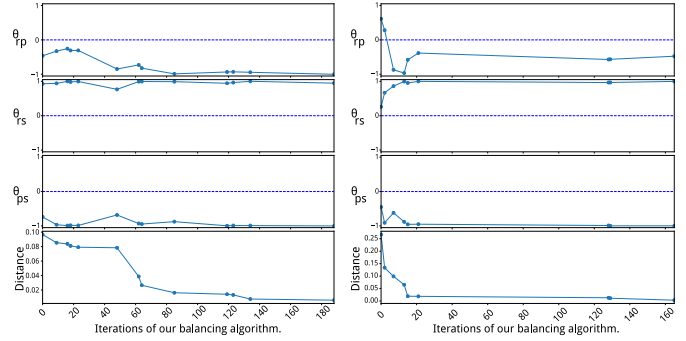 1
θrp
0
−1
1
θrs
0
−1
1
θps
0
−1
0.10
0.08
Distance
0.06
0.04
0.02
0 20 40 60 80 100 120 140 160 180
Iterations of our balancing algorithm.
1
θrp
0
−1
1
θrs
0
−1
1
θps
0
−1
0.25
0.20
Distance
0.15
0.10
0.05
0.00
0 20 40 60 80 100 120 140 160
Iterations of our balancing algorithm.